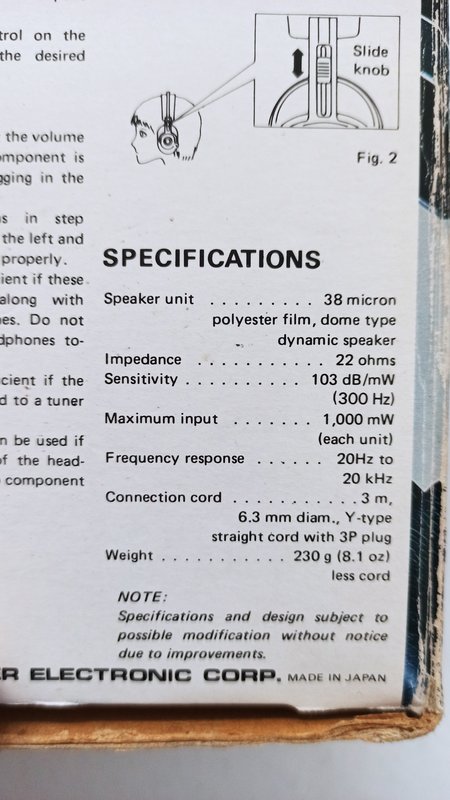 trol on the
the desired
the volume
omponent is
gging in the
s in step
the left and
properly.
ient if these
along with
es. Do not
dphones to-
cient if the
d to a tuner
n be used if
of the head-
component
Slide
knob
Fig. 2
SPECIFICATIONS
Speaker unit . . . . . . . . . 38 micron
polyester film, dome type
dynamic speaker
Impedance . . . . . . . . . . . 22 ohms
Sensitivity . . . . . . . . . . 103 dB/mW
(300 Hz)
Maximum input . . . . . . . 1,000 mW
(each unit)
Frequency response . . . . . . 20Hz to
20 kHz
Connection cord . . . . . . . . . . . 3 m,
6.3 mm diam., Y-type
straight cord with 3P plug
Weight . . . . . . . . . . . 230 g (8.1 oz)
less cord
NOTE:
Specifications and design subject to
possible modification without notice
due to improvements.
ER ELECTRONIC CORP. MADE IN JAPAN